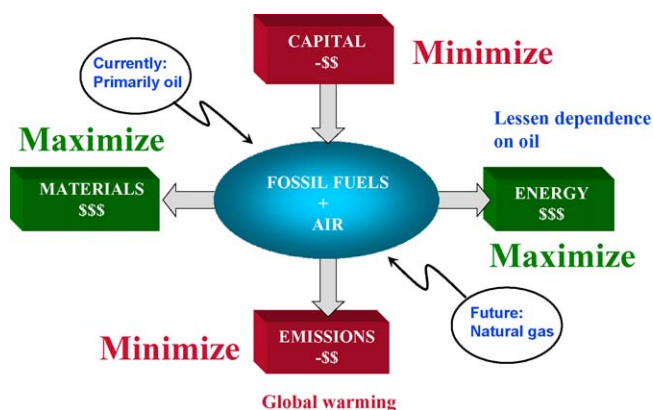 CAPITAL
-$$
Minimize
Currently:
Primarily oil
Lessen dependence
on oil
Maximize
MATERIALS
$$$
FOSSIL FUELS
+
AIR
ENERGY
$$$
Maximize
Future:
Natural gas
Minimize
EMISSIONS
-$$
Global warming